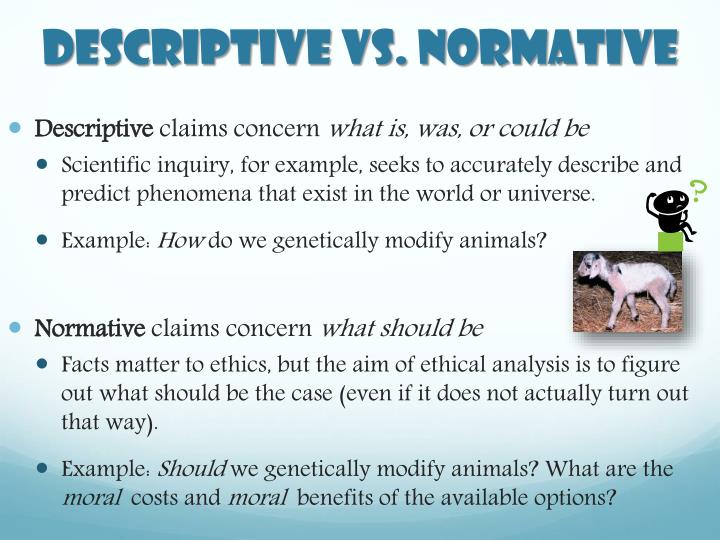 DESCRIPTIVE VS. NORMATIVE
Descriptive claims concern what is, was, or could be
Scientific inquiry, for example, seeks to accurately describe and
predict phenomena that exist in the world or universe.
?
Example: How do we genetically modify animals?
Normative claims concern what should be
Facts matter to ethics, but the aim of ethical analysis is to figure
out what should be the case (even if it does not actually turn out
that way).
Example: Should we genetically modify animals? What are the
moral costs and moral benefits of the available options?